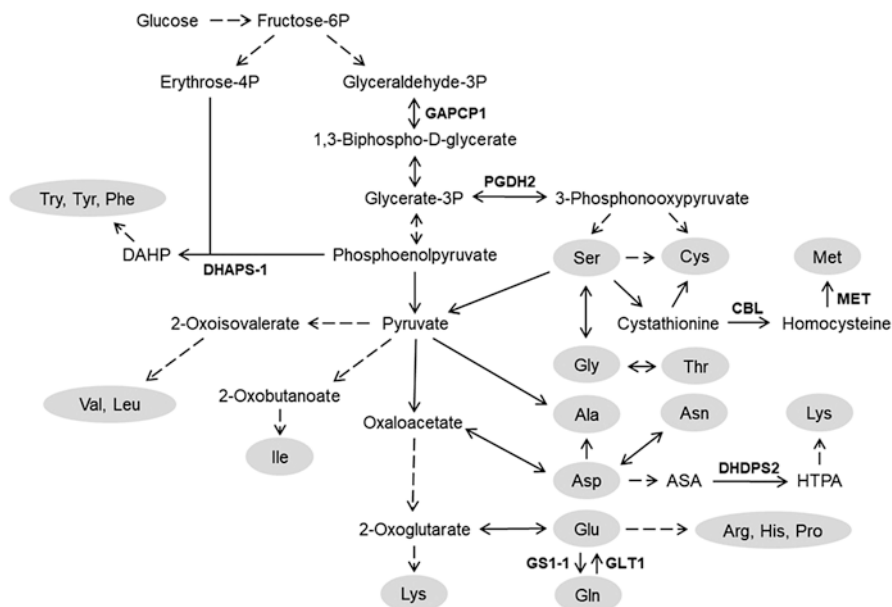 Glucose Fructose-6P
Erythrose-4P Glyceraldehyde-3P
GAPCP1
1,3-Biphospho-D-glycerate
PGDH2
Try, Tyr, Phe Glycerate-3P 3-Phosphonooxypyruvate
DAHP Phosphoenolpyruvate Ser Cys Met
DHAPS-1
CBL MET
2-Oxoisovalerate Pyruvate Cystathionine Homocysteine
Gly Thr
2-Oxobutanoate
Val, Leu Ala Asn Lys
Oxaloacetate
Ile DHDPS2
Asp ASA HTPA
2-Oxoglutarate Glu Arg, His, Pro
GS1-1 GLT1
Lys Gln